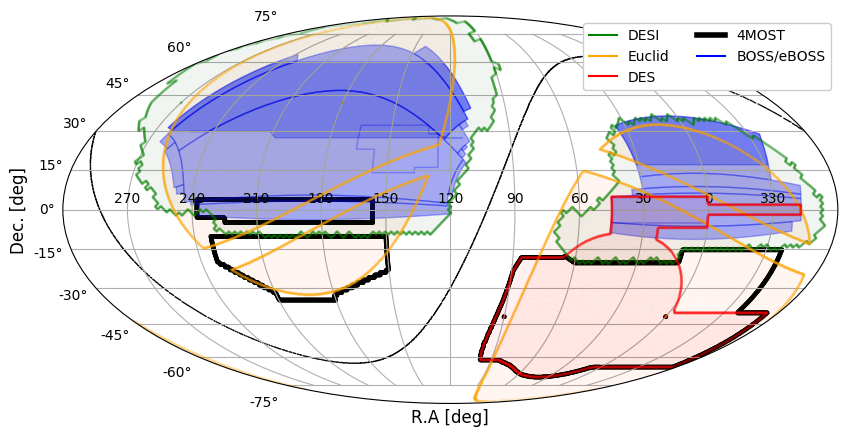 75°
60°
45°
30°
15°
0°
-15°
-30°
-45°
-60°
-75°
Dec. [deg]
270 240 210 180 150 120 90 60 30 0 330
R.A [deg]
DESI
Euclid
DES
4MOST
BOSS/eBOSS